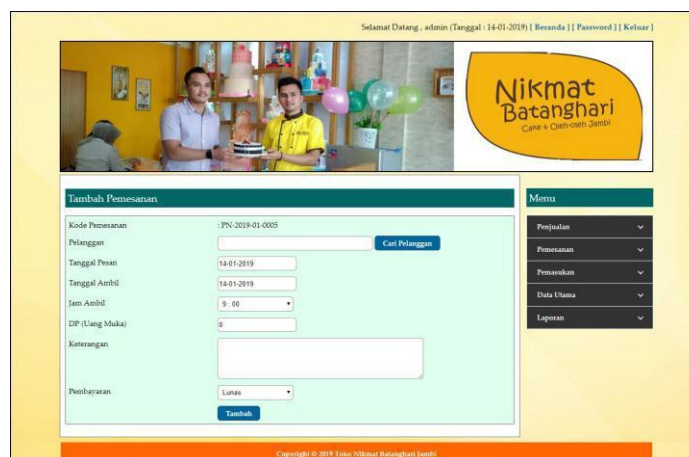 Selamat Datang , admin (Tanggal : 14-01-2019) [ Beranda ] [ Password ] [ Keluar ]
Nikmat
Batanghari
Cake & Oleh-oleh Jambi
Tambah Pemesanan
Kode Pemesanan : PN-2019-01-0005
Pelanggan Cari Pelanggan
Tanggal Pesan 14-01-2019
Tanggal Ambil 14-01-2019
Jam Ambil 9 : 00
DP (Uang Muka) 0
Keterangan
Pembayaran Lunas
Tambah
Menu
Penjualan
Pemesanan
Pemasukan
Data Utama
Laporan
Copyright © 2019 Toko Nikmat Batanghari Jambi